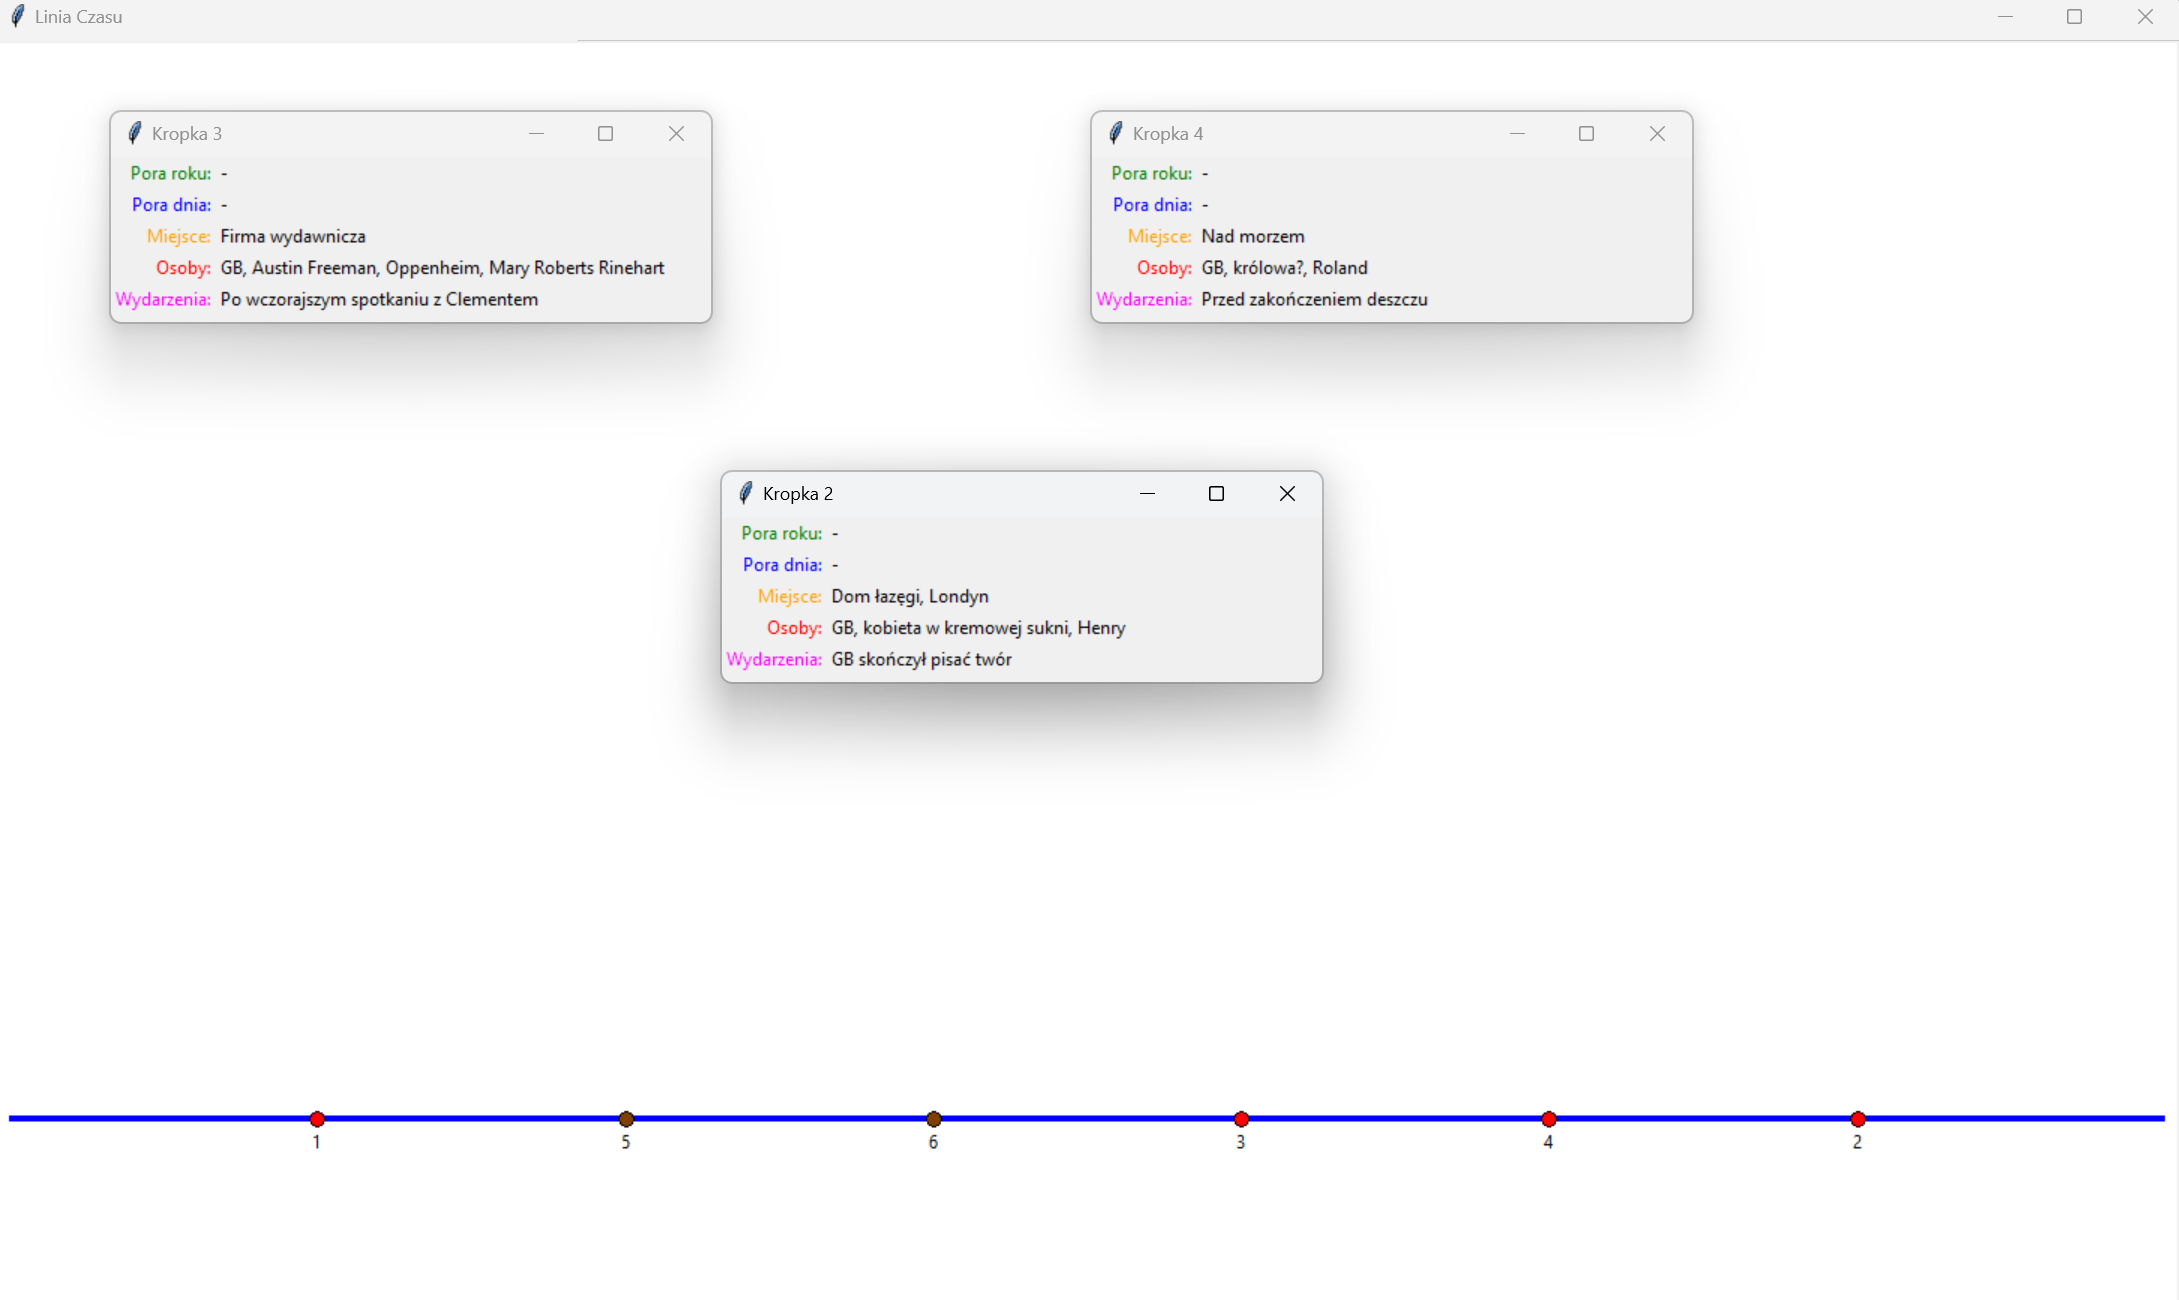 Linia Czasu
Kropka 3
Pora roku: -
Pora dnia: -
Miejsce: Firma wydawnicza
Osoby: GB, Austin Freeman, Oppenheim, Mary Roberts Rinehart
Wydarzenia: Po wczorajszym spotkaniu z Clementem
Kropka 4
Pora roku: -
Pora dnia: -
Miejsce: Nad morzem
Osoby: GB, królowa?, Roland
Wydarzenia: Przed zakończeniem deszczu
Kropka 2
Pora roku: -
Pora dnia: -
Miejsce: Dom łazęgi, Londyn
Osoby: GB, kobieta w kremowej sukni, Henry
Wydarzenia: GB skończył pisać twór
1 5 6 3 4 2